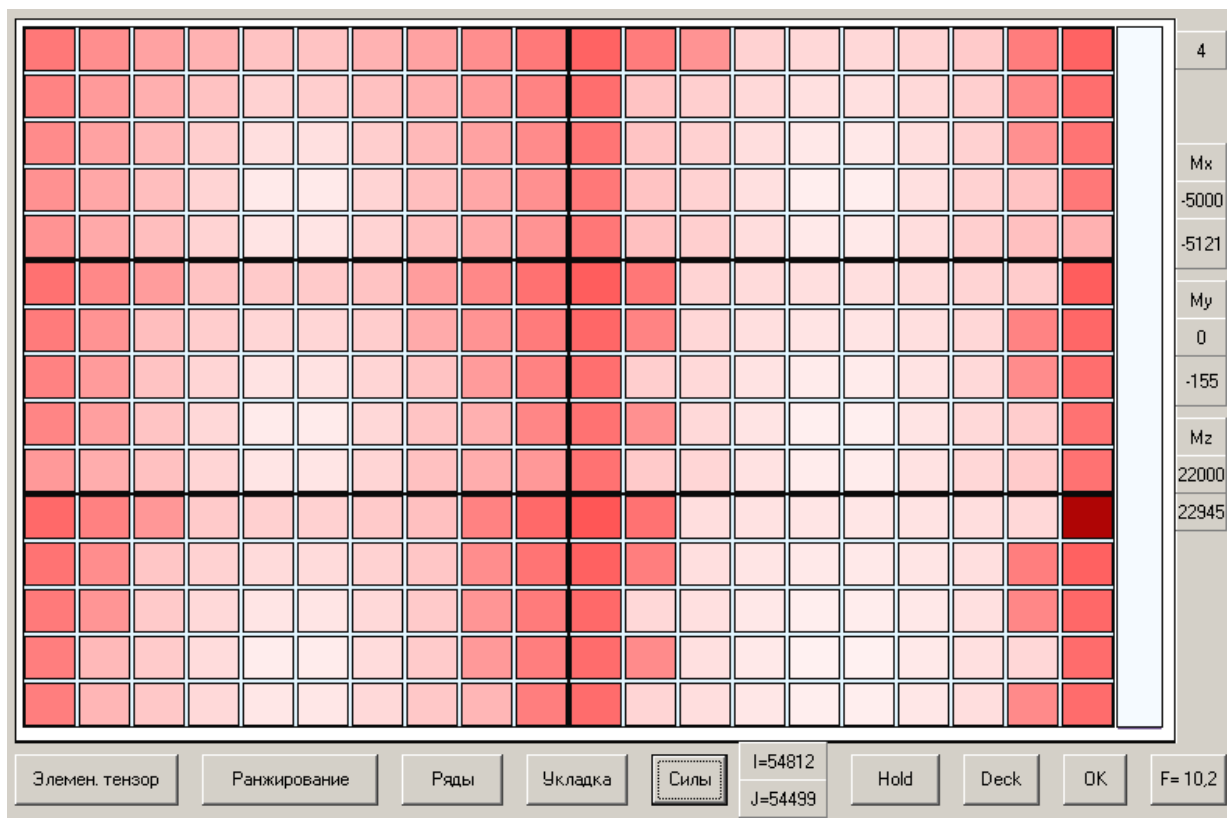 4
Mx
-5000
-5121
My
0
-155
Mz
22000
22945
Элемен. тензор
Ранжирование
Ряды
Укладка
Силы
I=54812
J=54499
Hold
Deck
OK
F= 10,2